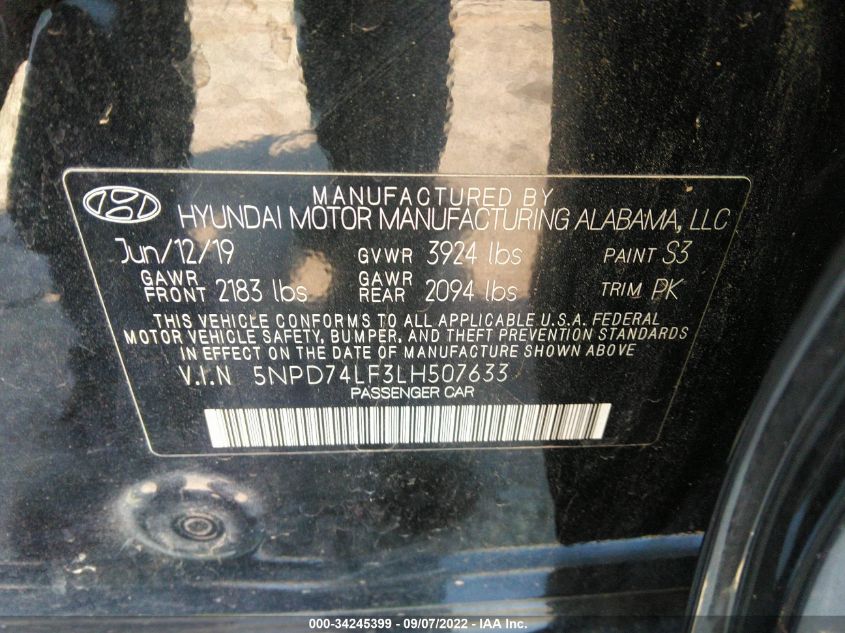 MANUFACTURED BY
HYUNDAI MOTOR MANUFACTURING ALABAMA, LLC
Jun/12/19 GVWR 3924 lbs PAINT S3
GAWR FRONT 2183 lbs GAWR REAR 2094 lbs TRIM PK
THIS VEHICLE CONFORMS TO ALL APPLICABLE U.S.A. FEDERAL
MOTOR VEHICLE SAFETY, BUMPER, AND THEFT PREVENTION STANDARDS
IN EFFECT ON THE DATE OF MANUFACTURE SHOWN ABOVE.
V.I.N 5NPD74LF3LH507633
PASSENGER CAR
000-34245399 - 09/07/2022 - IAA Inc.